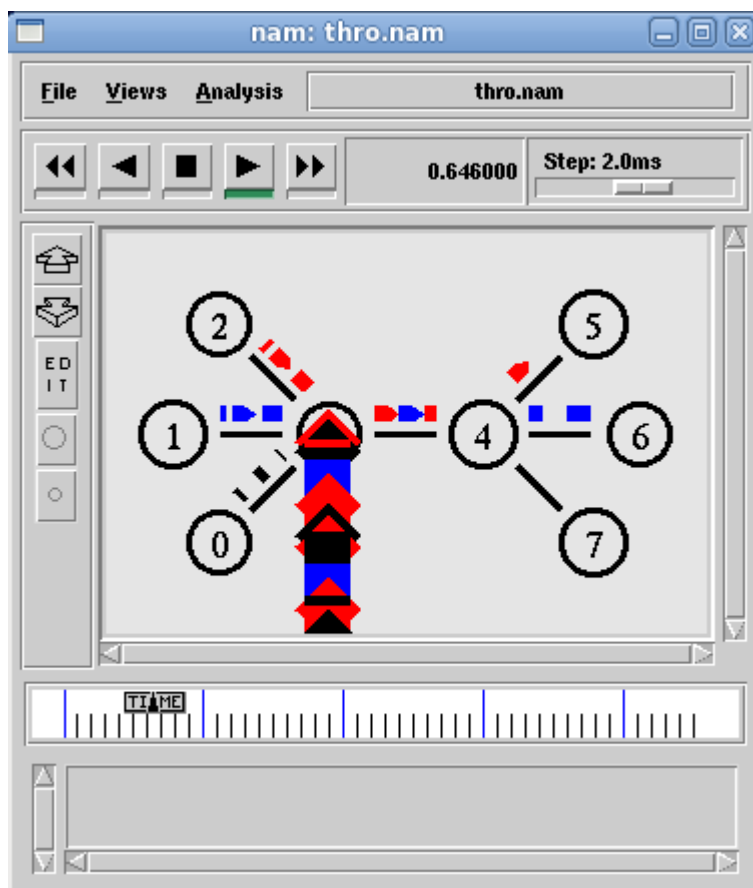 nam: thro.nam
File Views Analysis thro.nam
0.646000 Step: 2.0ms
ED
IT
2 5
1 4 6
0 7
TIME